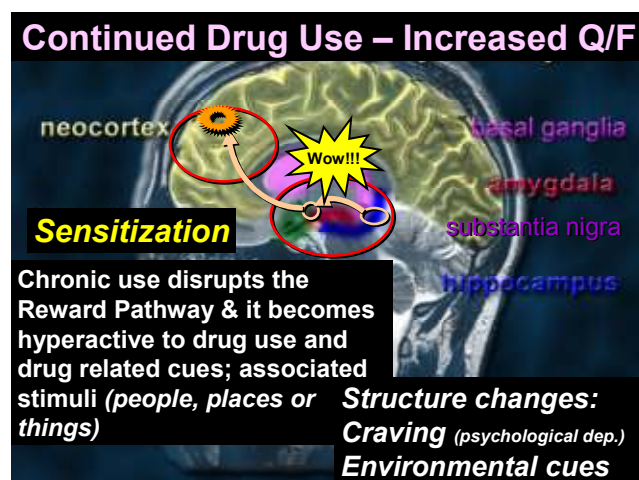 Continued Drug Use – Increased Q/F
neocortex
basal ganglia
Wow!!!
amygdala
Sensitization
substantia nigra
hippocampus
Chronic use disrupts the
Reward Pathway & it becomes
hyperactive to drug use and
drug related cues; associated
stimuli (people, places or
things)
Structure changes:
Craving (psychological dep.)
Environmental cues